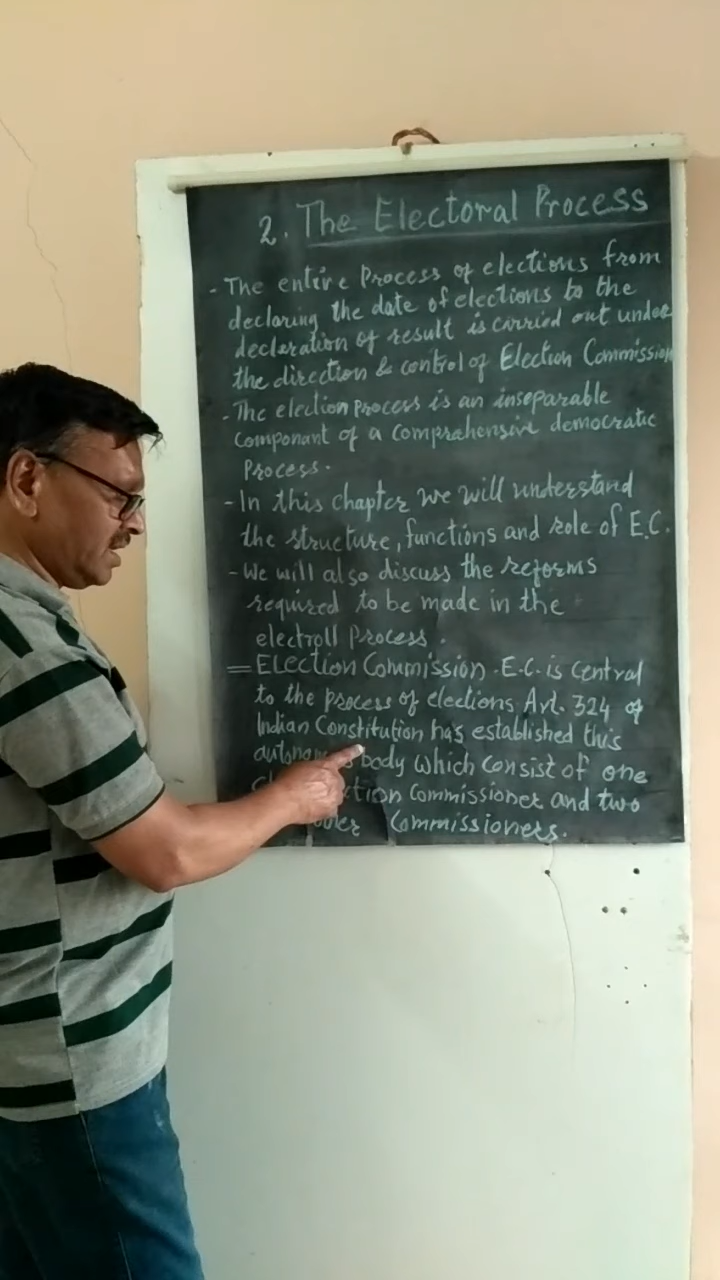 2. The Electoral Process
- The entire Process of elections from
declaring the date of elections to the
decleration of result is carried out under
the direction & control of Election Commission
- The election process is an inseparable
componant of a comprehensive democratic
Process.
- In this chapter we will understand
the structure, functions and role of E.C.
- We will also discuss the reforms
required to be made in the
electroll Process.
= Election Commission - E.C. is central
to the process of elections Art. 324 of
Indian Constitution has established this
body which consist of one
Commissioner and two
Commissioners.